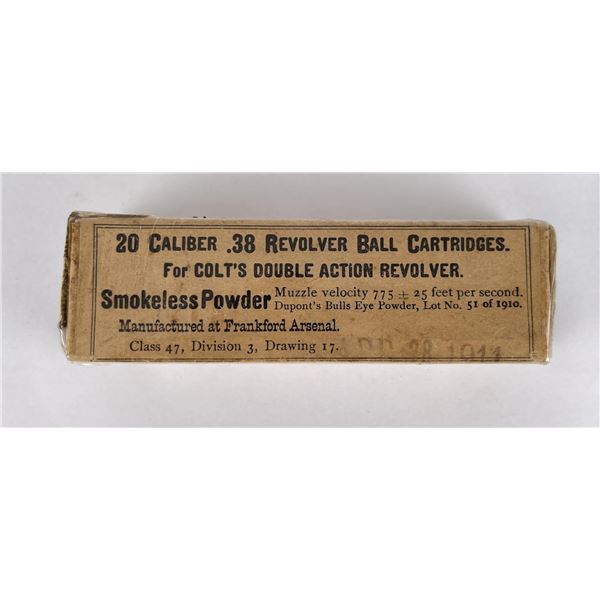 20 CALIBER .38 REVOLVER BALL CARTRIDGES.
FOR COLT'S DOUBLE ACTION REVOLVER.
Smokeless Powder Muzzle velocity 775 ± 25 feet per second.
Dupont's Bulls Eye Powder, Lot No. 51 of 1910.
Manufactured at Frankford Arsenal.
Class 47, Division 3, Drawing 17.
APR 28 1911